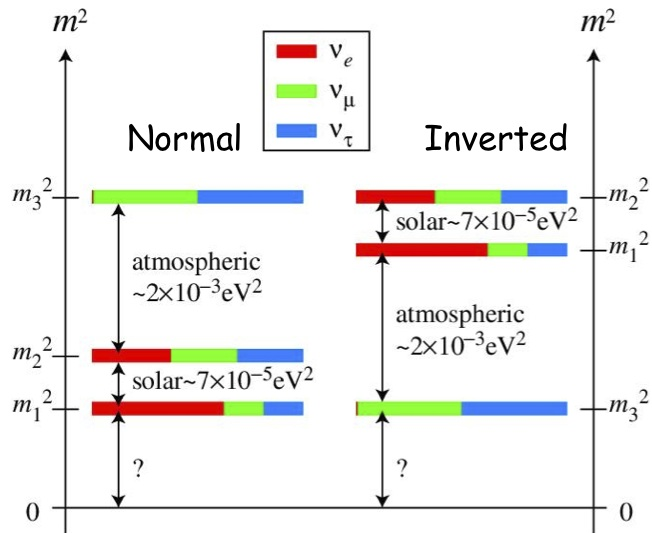 m²
m²
νe
νμ
ντ
Normal
Inverted
m₃²
m₂²
solar~7×10⁻⁵eV²
m₁²
atmospheric
~2×10⁻³eV²
atmospheric
~2×10⁻³eV²
m₂²
solar~7×10⁻⁵eV²
m₁²
m₃²
?
?
0
0